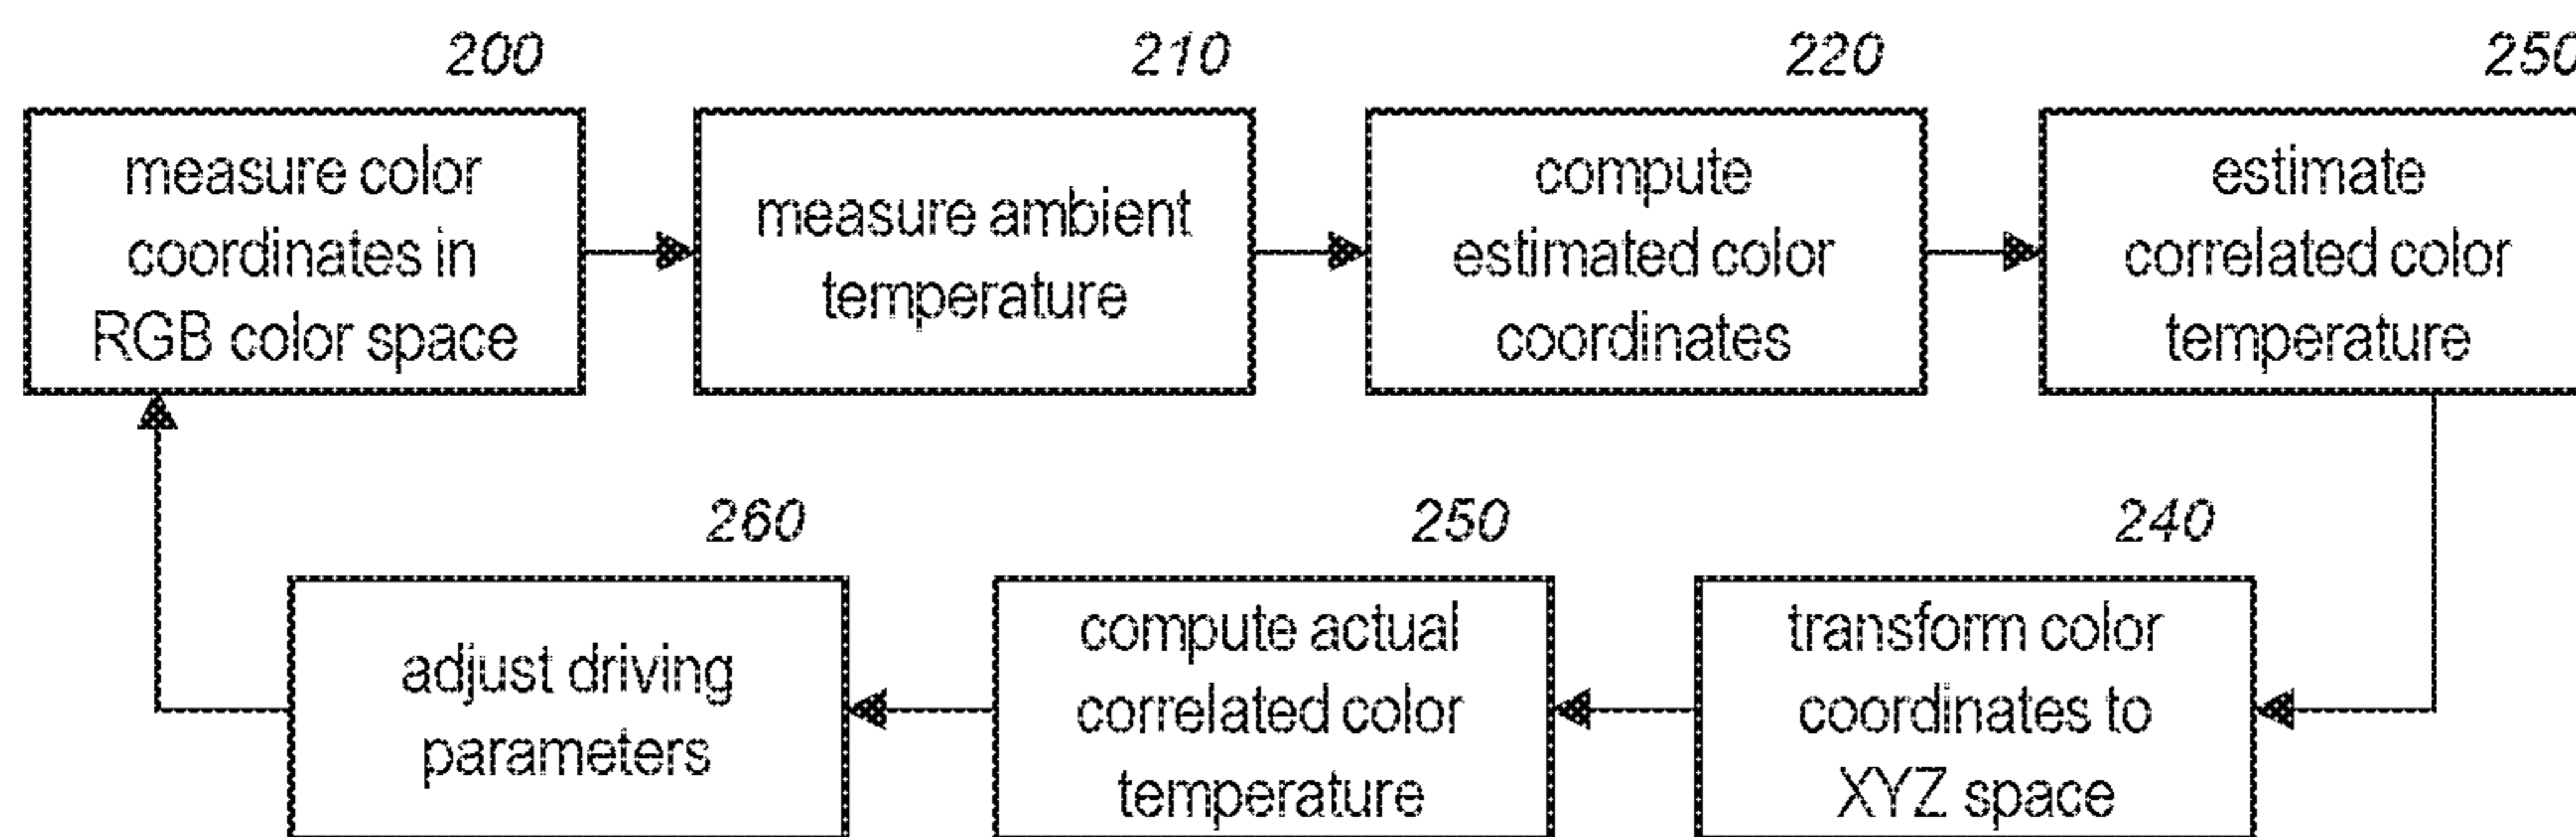 200
measure color
coordinates in
RGB color space
210
measure ambient
temperature
220
compute
estimated color
coordinates
250
estimate
correlated color
temperature
260
adjust driving
parameters
250
compute actual
correlated color
temperature
240
transform color
coordinates to
XYZ space